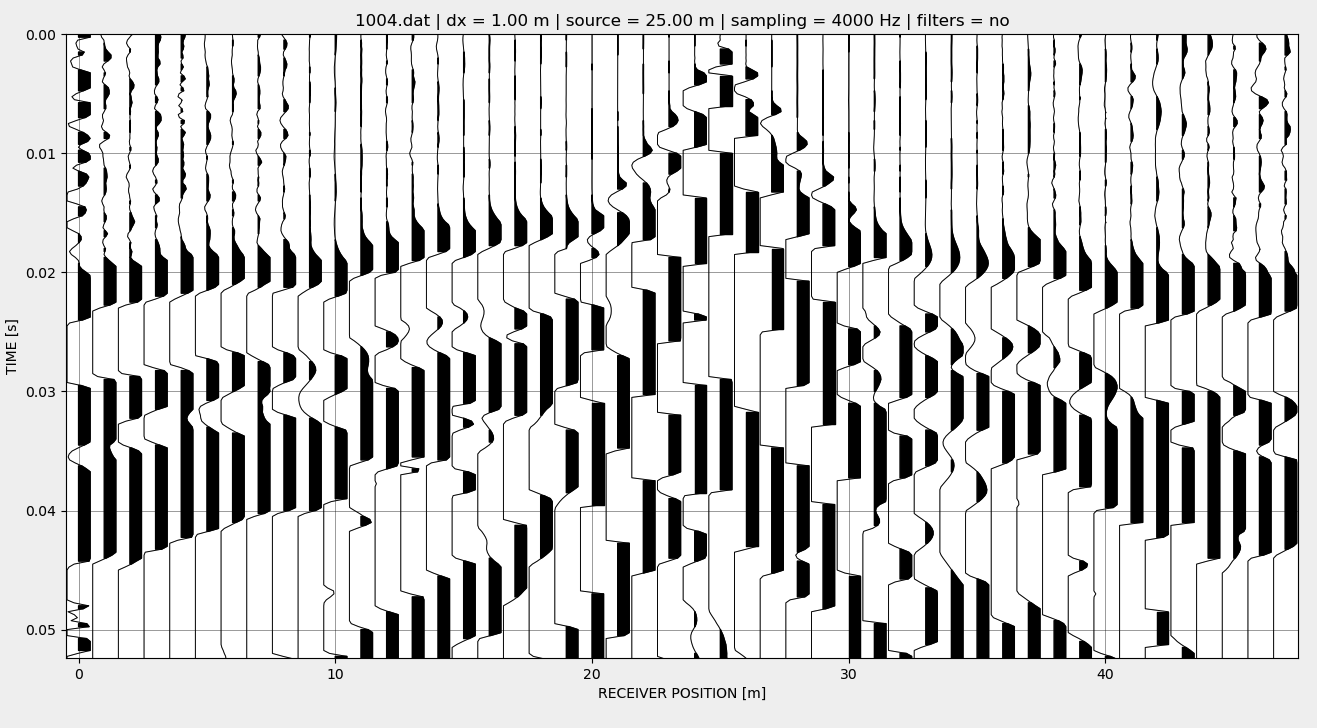 1004.dat | dx = 1.00 m | source = 25.00 m | sampling = 4000 Hz | filters = no
0.00
0.01
0.02
0.03
0.04
0.05
TIME [s]
0 10 20 30 40
RECEIVER POSITION [m]